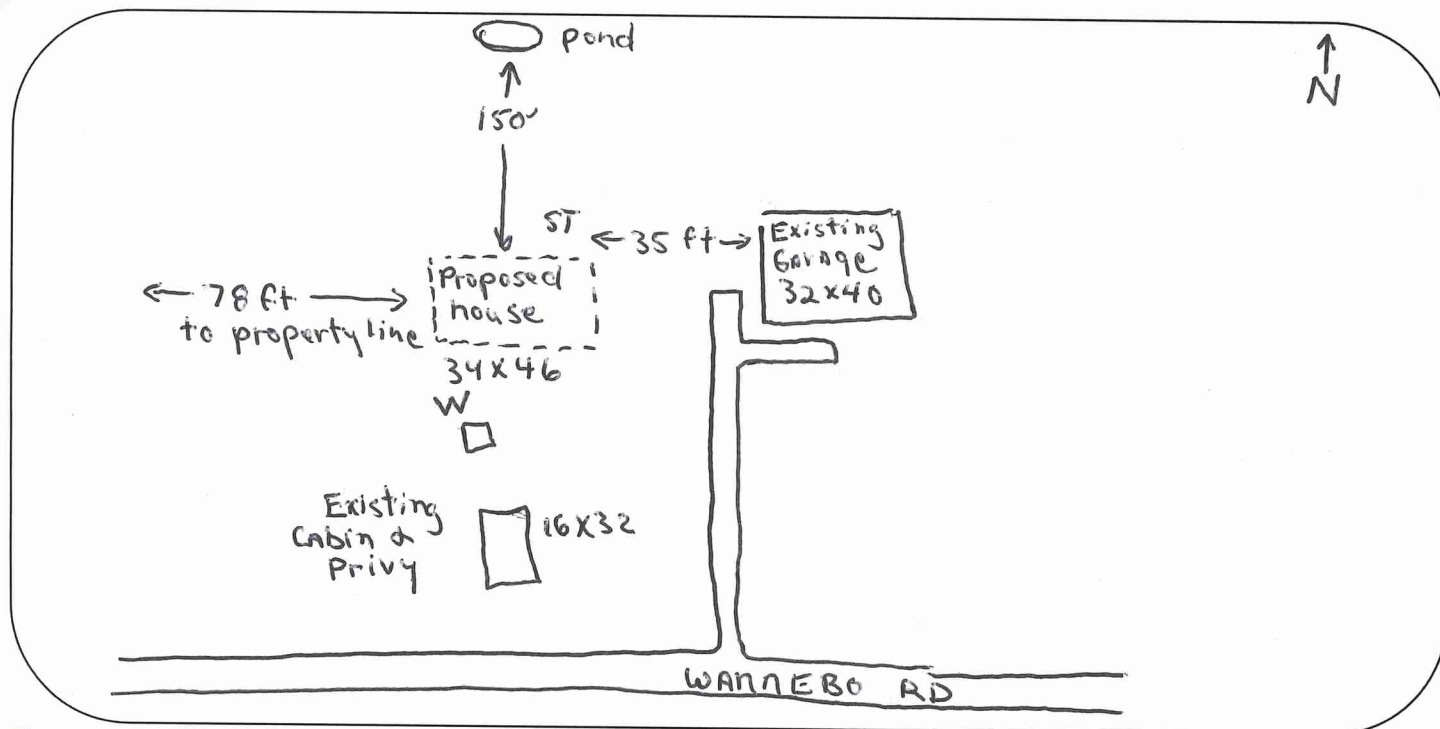 pond
N
150'
ST
← 35 ft →
Existing
Garage
32x40
Proposed
house
← 78 ft →
to property line
34x46
W
Existing
Cabin &
Privy
16x32
WANNEBO RD